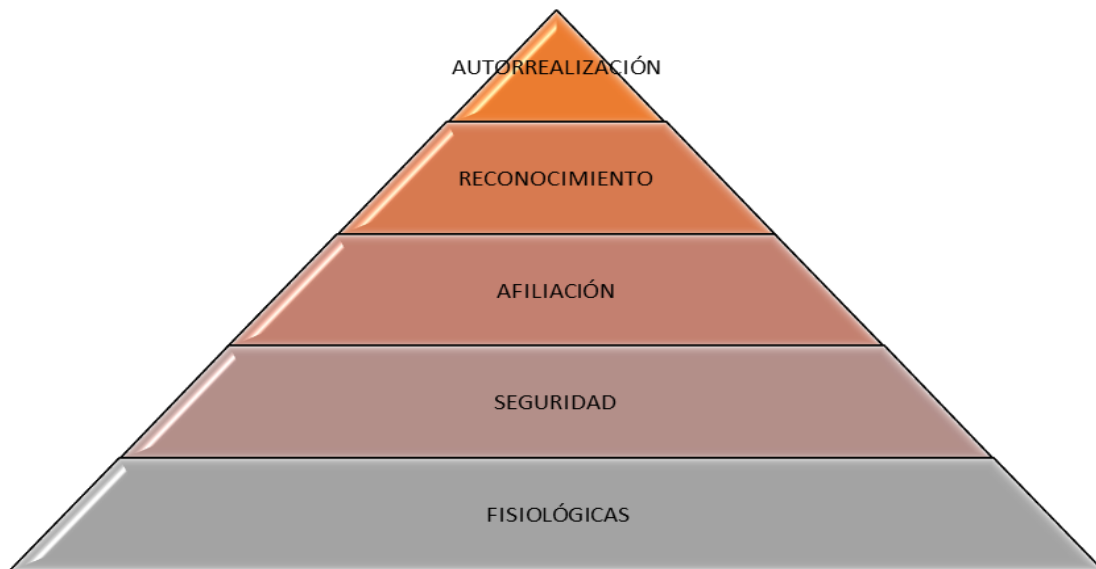 AUTORREALIZACIÓN
RECONOCIMIENTO
AFILIACIÓN
SEGURIDAD
FISIOLÓGICAS